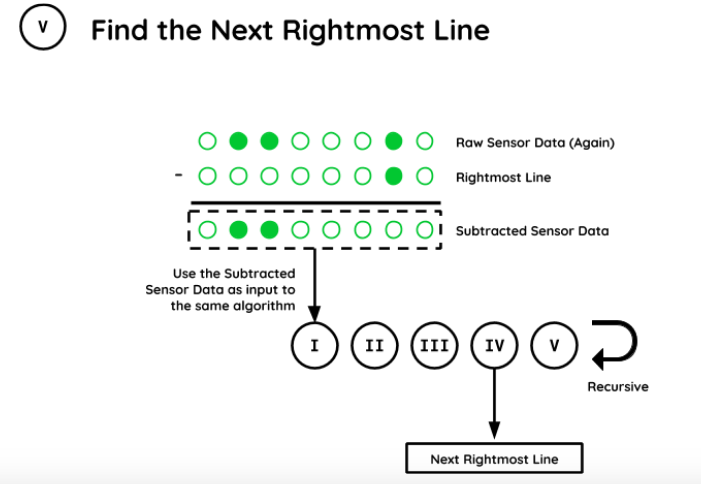 V
Find the Next Rightmost Line
Raw Sensor Data (Again)
-
Rightmost Line
Subtracted Sensor Data
Use the Subtracted
Sensor Data as input to
the same algorithm
I II III IV V
Recursive
Next Rightmost Line